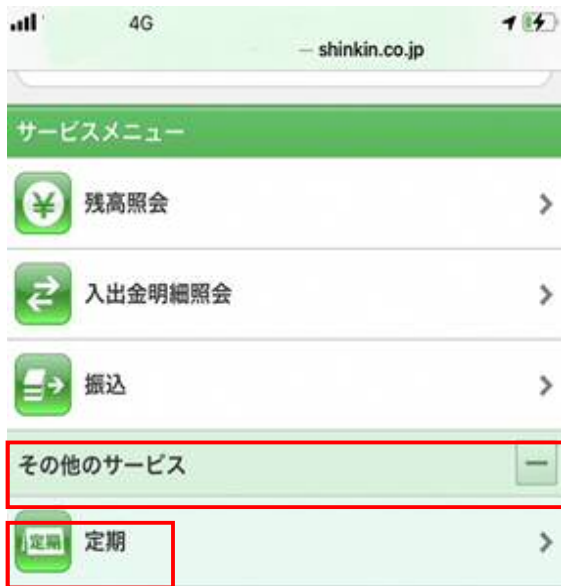 4G
shinkin.co.jp
サービスメニュー
残高照会
入出金明細照会
振込
その他のサービス
定期
定期